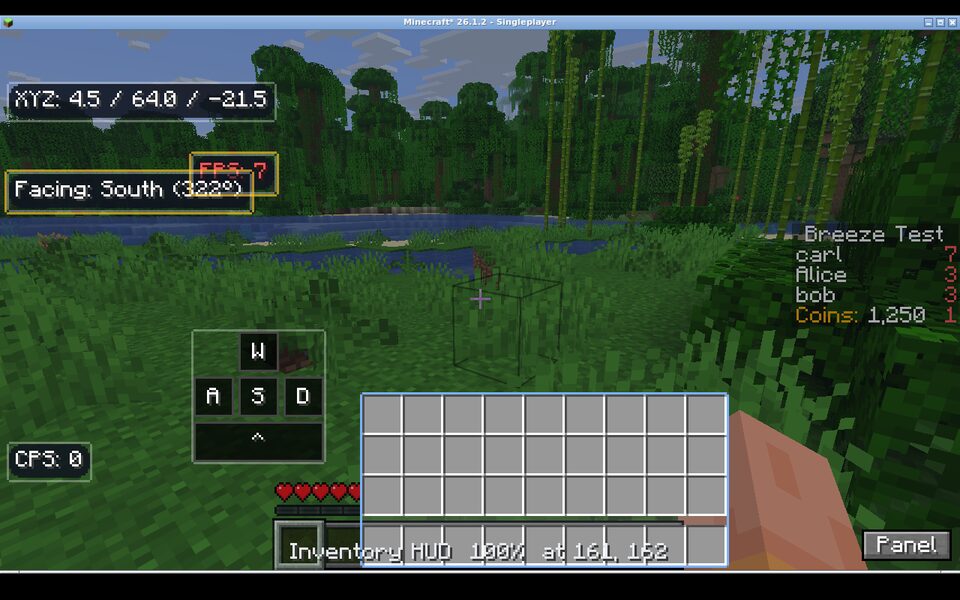 Minecraft* 26.1.2 - Singleplayer
XYZ: 4.5 / 64.0 / -21.5
FPS: 7
Facing: South (322º)
Breeze Test
carl 7
Alice 3
bob 3
Coins: 1,250 1
W
A S D
^
CPS: 0
Inventory HUD 100% at 161, 162
Panel